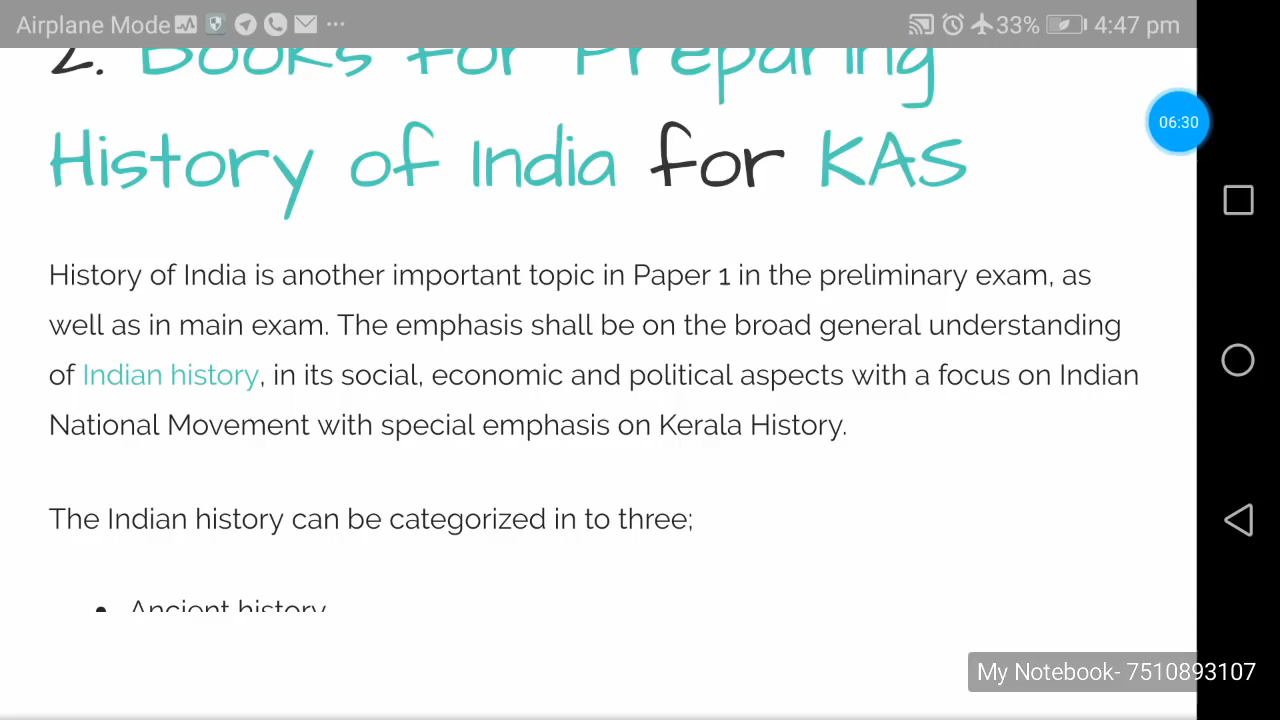 Airplane Mode ... 33% 4:47 pm
2. Books for Preparing
06:30
History of India for KAS
History of India is another important topic in Paper 1 in the preliminary exam, as
well as in main exam. The emphasis shall be on the broad general understanding
of Indian history, in its social, economic and political aspects with a focus on Indian
National Movement with special emphasis on Kerala History.
The Indian history can be categorized in to three;
• Ancient history
My Notebook- 7510893107